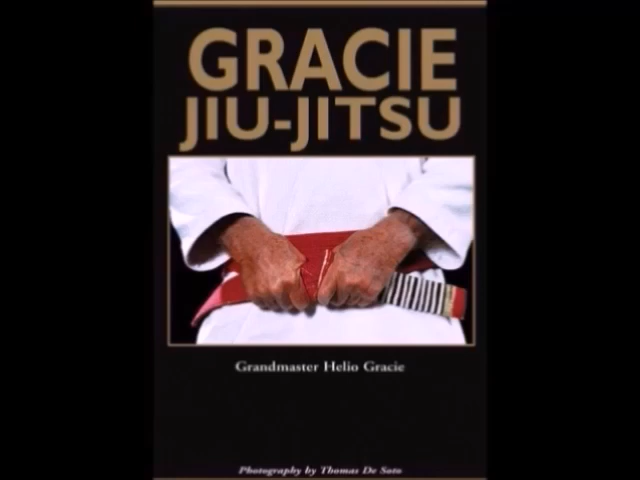 GRACIE
JIU-JITSU
Grandmaster Helio Gracie
Photography by Thomas De Soto